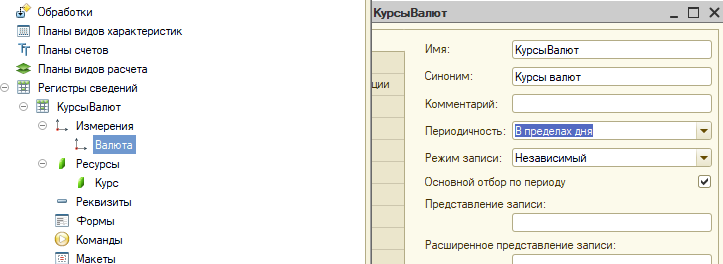 Обработки
Планы видов характеристик
Планы счетов
Планы видов расчета
Регистры сведений
КурсыВалют
Измерения
Валюта
Ресурсы
Курс
Реквизиты
Формы
Команды
Макеты
КурсыВалют
ции
Имя: КурсыВалют
Синоним: Курсы валют
Комментарий:
Периодичность: В пределах дня
Режим записи: Независимый
Основной отбор по периоду
Представление записи:
Расширенное представление записи: